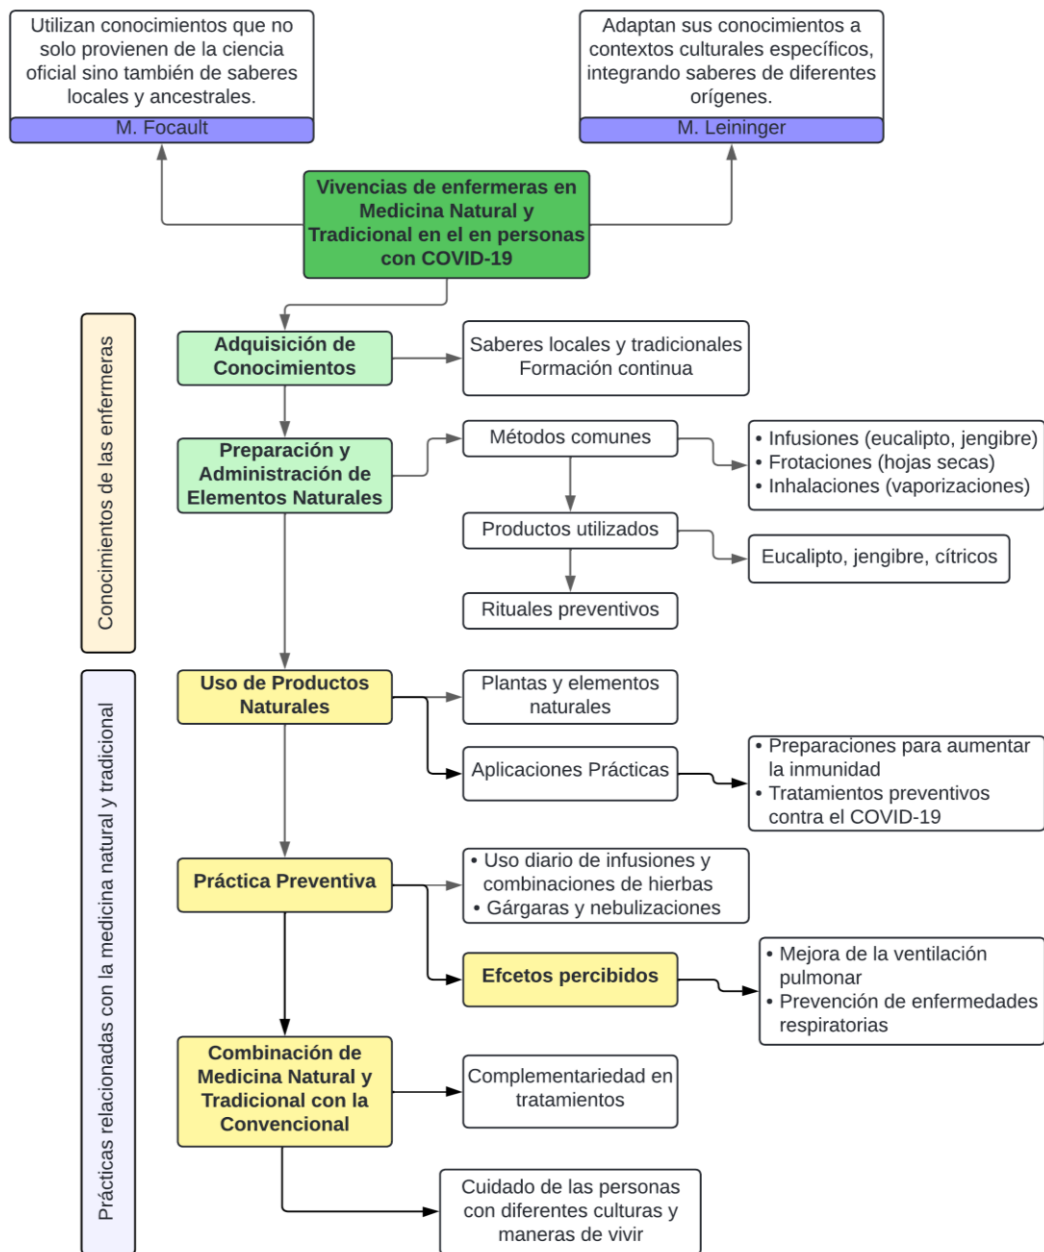 Utilizan conocimientos que no
solo provienen de la ciencia
oficial sino también de saberes
locales y ancestrales.
M. Focault
Adaptan sus conocimientos a
contextos culturales específicos,
integrando saberes de diferentes
orígenes.
M. Leininger
Vivencias de enfermeras en
Medicina Natural y
Tradicional en el en personas
con COVID-19
Conocimientos de las enfermeras
Adquisición de
Conocimientos
Saberes locales y tradicionales
Formación continua
Preparación y
Administración de
Elementos Naturales
Métodos comunes
• Infusiones (eucalipto, jengibre)
• Frotaciones (hojas secas)
• Inhalaciones (vaporizaciones)
Productos utilizados
Eucalipto, jengibre, cítricos
Rituales preventivos
Prácticas relacionadas con la medicina natural y tradicional
Uso de Productos
Naturales
Plantas y elementos
naturales
Aplicaciones Prácticas
• Preparaciones para aumentar
la inmunidad
• Tratamientos preventivos
contra el COVID-19
Práctica Preventiva
• Uso diario de infusiones y
combinaciones de hierbas
• Gárgaras y nebulizaciones
Efcetos percibidos
• Mejora de la ventilación
pulmonar
• Prevención de enfermedades
respiratorias
Combinación de
Medicina Natural y
Tradicional con la
Convencional
Complementariedad en
tratamientos
Cuidado de las personas
con diferentes culturas y
maneras de vivir